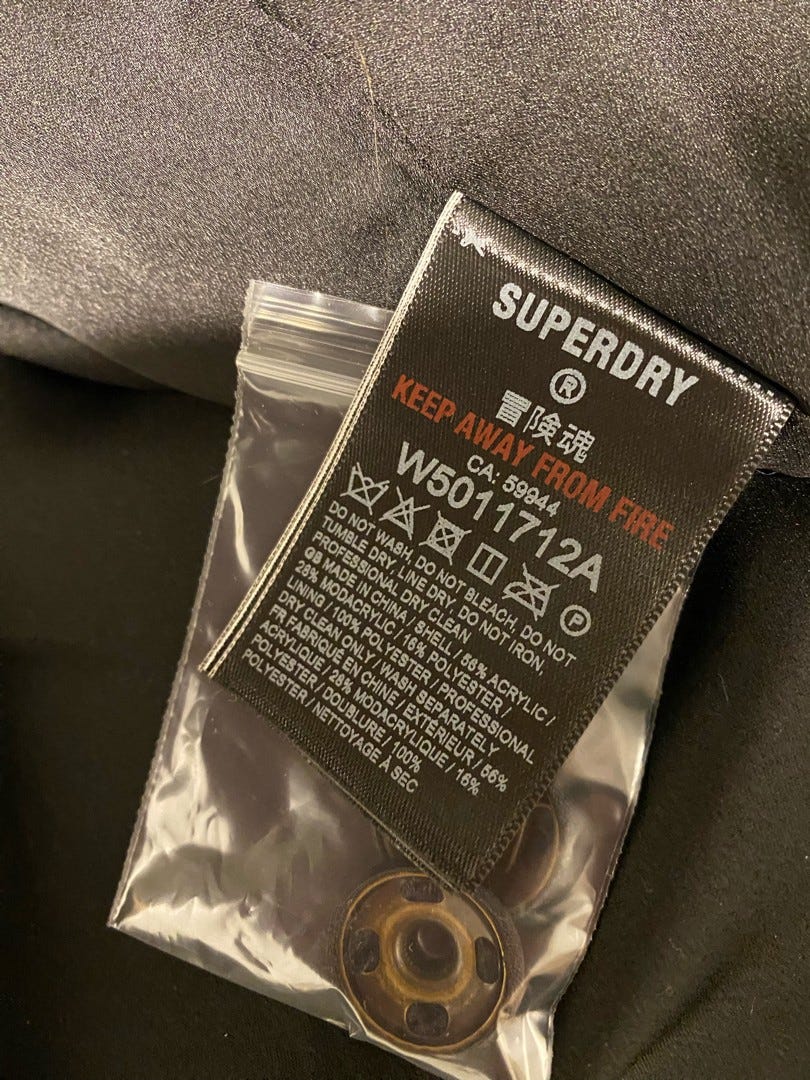 SUPERDRY
®
冒険魂
KEEP AWAY FROM FIRE
CA: 59944
W5011712A
P
DO NOT WASH, DO NOT BLEACH, DO NOT
TUMBLE DRY, LINE DRY, DO NOT IRON,
PROFESSIONAL DRY CLEAN
GB MADE IN CHINA / SHELL / 56% ACRYLIC /
28% MODACRYLIC / 16% POLYESTER /
LINING / 100% POLYESTER / PROFESSIONAL
DRY CLEAN ONLY / WASH SEPARATELY
FR FABRIQUÉ EN CHINE / EXTÉRIEUR / 56%
ACRYLIQUE / 28% MODACRYLIQUE / 16%
POLYESTER / DOUBLURE / 100%
POLYESTER / NETTOYAGE À SEC